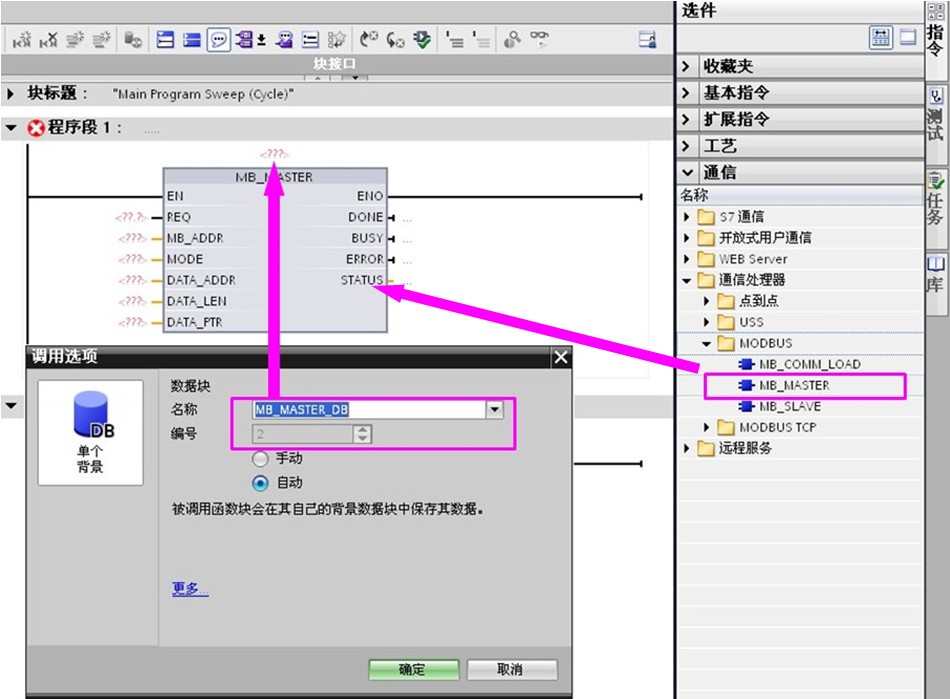 选件
块接口
块标题： "Main Program Sweep (Cycle)"
程序段 1： .....
<???>
MB_MASTER
EN ENO
<??.?> REQ DONE ...
<???> MB_ADDR BUSY ...
<???> MODE ERROR ...
<???> DATA_ADDR STATUS ...
<???> DATA_LEN
<???> DATA_PTR
调用选项
DB
单个
背景
数据块
名称 MB_MASTER_DB
编号 2
手动
自动
被调用函数块会在其自己的背景数据块中保存其数据。
更多...
确定 取消
收藏夹
基本指令
扩展指令
工艺
通信
名称
S7 通信
开放式用户通信
WEB Server
通信处理器
点到点
USS
MODBUS
MB_COMM_LOAD
MB_MASTER
MB_SLAVE
MODBUS TCP
远程服务
指令
测试
任务
库